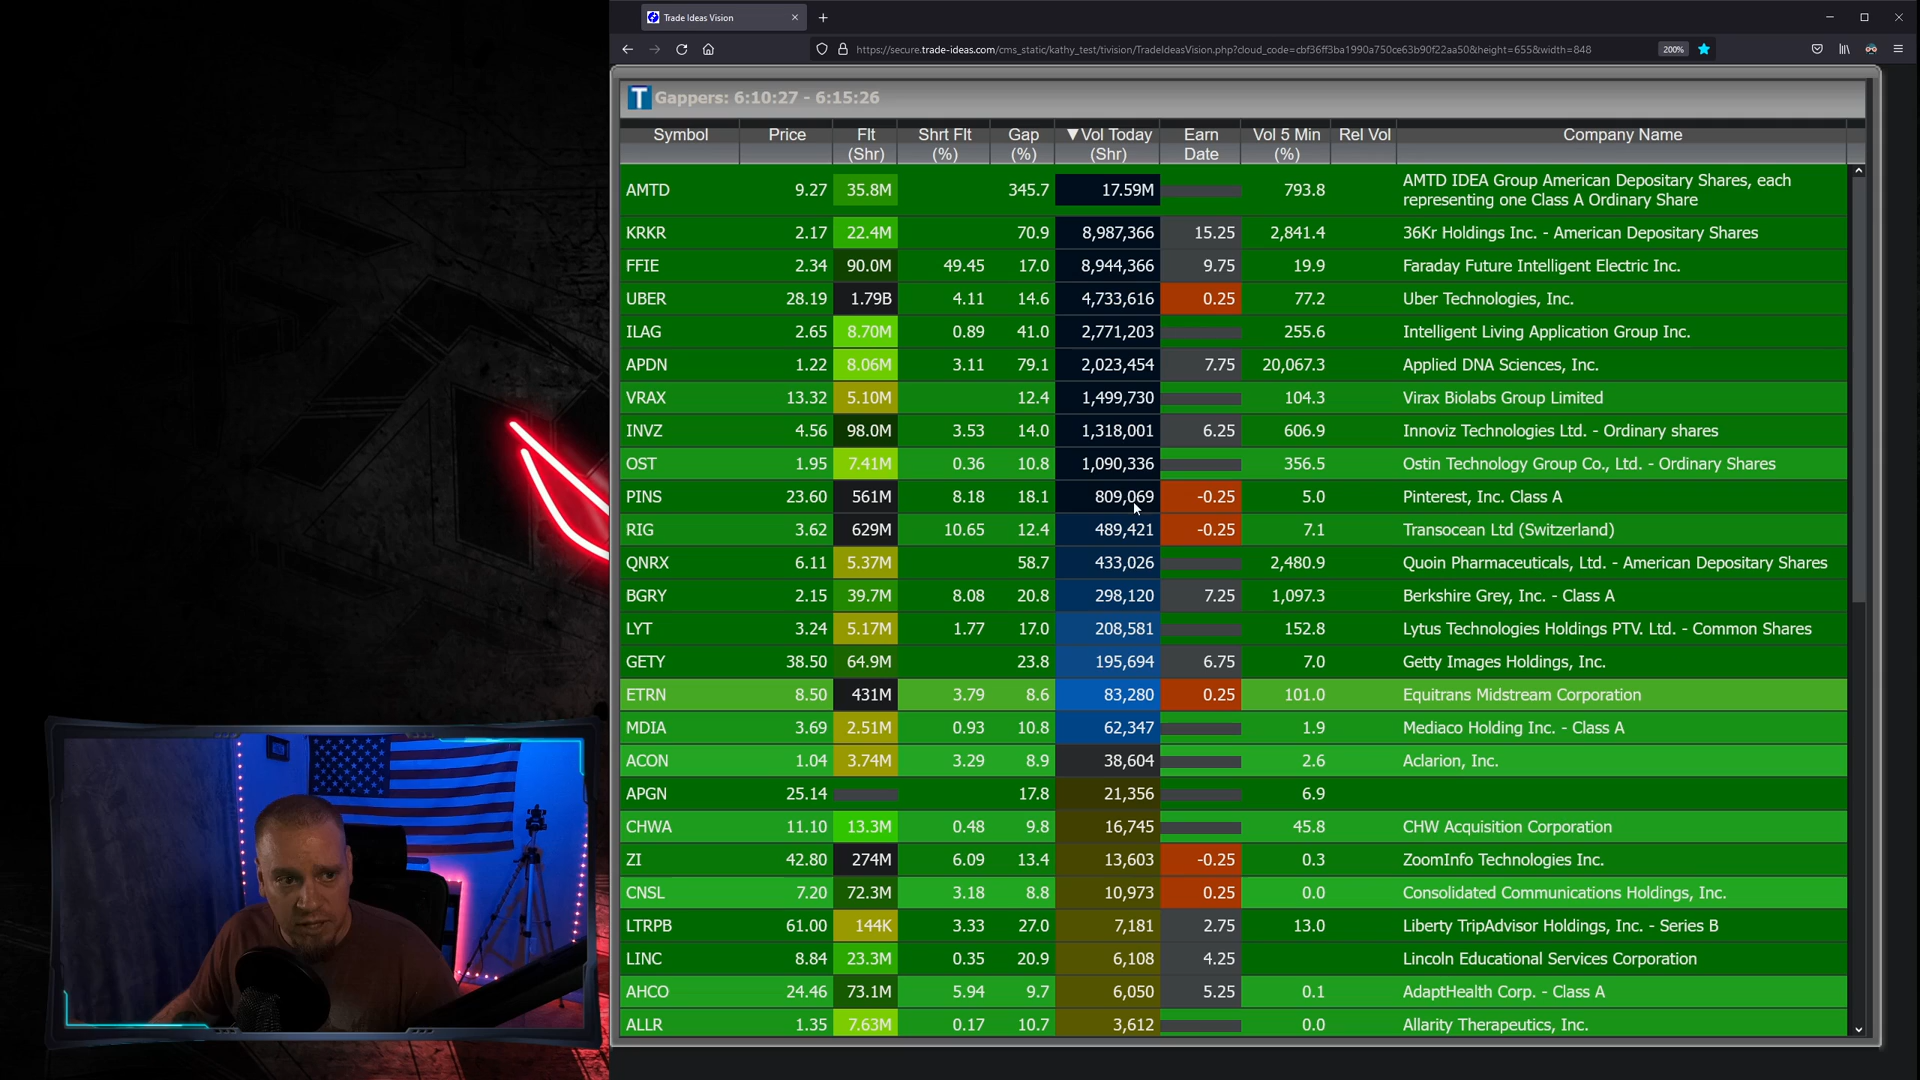 Trade Ideas Vision
https://secure.trade-ideas.com/cms_static/kathy_test/tivision/TradeIdeasVision.php?cloud_code=cbf36ff3ba1990a750ce63b90f22aa50&height=655&width=848
200%
T Gappers: 6:10:27 - 6:15:26
Symbol Price Flt (Shr) Shrt Flt (%) Gap (%) ▼Vol Today (Shr) Earn Date Vol 5 Min (%) Rel Vol Company Name
AMTD 9.27 35.8M 345.7 17.59M 793.8 AMTD IDEA Group American Depositary Shares, each
representing one Class A Ordinary Share
KRKR 2.17 22.4M 70.9 8,987,366 15.25 2,841.4 36Kr Holdings Inc. - American Depositary Shares
FFIE 2.34 90.0M 49.45 17.0 8,944,366 9.75 19.9 Faraday Future Intelligent Electric Inc.
UBER 28.19 1.79B 4.11 14.6 4,733,616 0.25 77.2 Uber Technologies, Inc.
ILAG 2.65 8.70M 0.89 41.0 2,771,203 255.6 Intelligent Living Application Group Inc.
APDN 1.22 8.06M 3.11 79.1 2,023,454 7.75 20,067.3 Applied DNA Sciences, Inc.
VRAX 13.32 5.10M 12.4 1,499,730 104.3 Virax Biolabs Group Limited
INVZ 4.56 98.0M 3.53 14.0 1,318,001 6.25 606.9 Innoviz Technologies Ltd. - Ordinary shares
OST 1.95 7.41M 0.36 10.8 1,090,336 356.5 Ostin Technology Group Co., Ltd. - Ordinary Shares
PINS 23.60 561M 8.18 18.1 809,069 -0.25 5.0 Pinterest, Inc. Class A
RIG 3.62 629M 10.65 12.4 489,421 -0.25 7.1 Transocean Ltd (Switzerland)
QNRX 6.11 5.37M 58.7 433,026 2,480.9 Quoin Pharmaceuticals, Ltd. - American Depositary Shares
BGRY 2.15 39.7M 8.08 20.8 298,120 7.25 1,097.3 Berkshire Grey, Inc. - Class A
LYT 3.24 5.17M 1.77 17.0 208,581 152.8 Lytus Technologies Holdings PTV. Ltd. - Common Shares
GETY 38.50 64.9M 23.8 195,694 6.75 7.0 Getty Images Holdings, Inc.
ETRN 8.50 431M 3.79 8.6 83,280 0.25 101.0 Equitrans Midstream Corporation
MDIA 3.69 2.51M 0.93 10.8 62,347 1.9 Mediaco Holding Inc. - Class A
ACON 1.04 3.74M 3.29 8.9 38,604 2.6 Aclarion, Inc.
APGN 25.14 17.8 21,356 6.9
CHWA 11.10 13.3M 0.48 9.8 16,745 45.8 CHW Acquisition Corporation
ZI 42.80 274M 6.09 13.4 13,603 -0.25 0.3 ZoomInfo Technologies Inc.
CNSL 7.20 72.3M 3.18 8.8 10,973 0.25 0.0 Consolidated Communications Holdings, Inc.
LTRPB 61.00 144K 3.33 27.0 7,181 2.75 13.0 Liberty TripAdvisor Holdings, Inc. - Series B
LINC 8.84 23.3M 0.35 20.9 6,108 4.25 Lincoln Educational Services Corporation
AHCO 24.46 73.1M 5.94 9.7 6,050 5.25 0.1 AdaptHealth Corp. - Class A
ALLR 1.35 7.63M 0.17 10.7 3,612 0.0 Allarity Therapeutics, Inc.